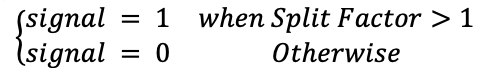 signal = 1 when Split Factor > 1
signal = 0 Otherwise